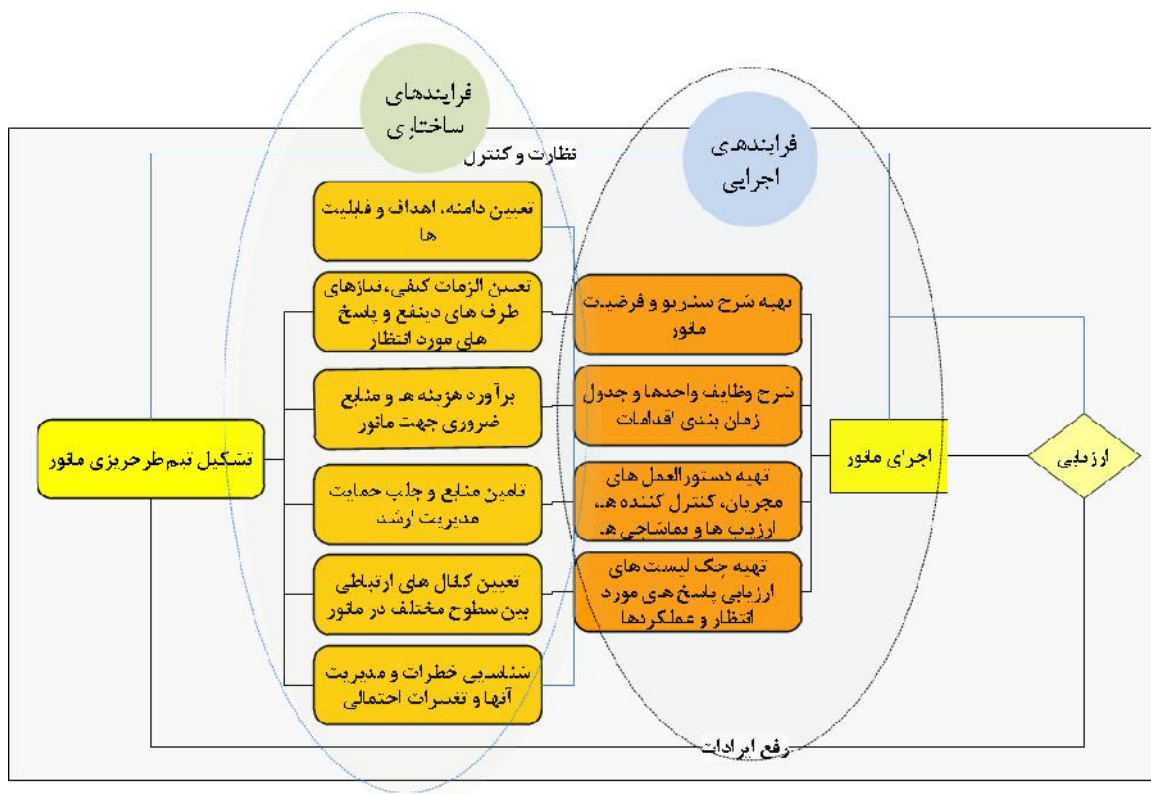 فرایندهای
ساختاری
فرایندهای
اجرایی
نظارت و کنترل
تعیین دامنه، اهداف و قابلیت
ها
تعیین الزمات کیفی، نیازهای
طرف های ذینفع و پاسخ
های مورد انتظار
برآورد هزینه ها و منابع
ضروری جهت مانور
تامین منابع و جلب حمایت
مدیریت ارشد
تعیین کانال های ارتباطی
بین سطوح مختلف در مانور
شناسایی خطرات و مدیریت
آنها و تغییرات احتمالی
تهیه شرح سناریو و فرضیات
مانور
شرح وظایف واحدها و جدول
زمان بندی اقدامات
تهیه دستورالعمل های
مجریان، کنترل کننده ها،
ارزیاب ها و تماشاچی ها
تهیه چک لیست های
ارزیابی پاسخ های مورد
انتظار و عملکردها
تشکیل تیم طرحریزی مانور
اجرای مانور
ارزیابی
رفع ایرادات